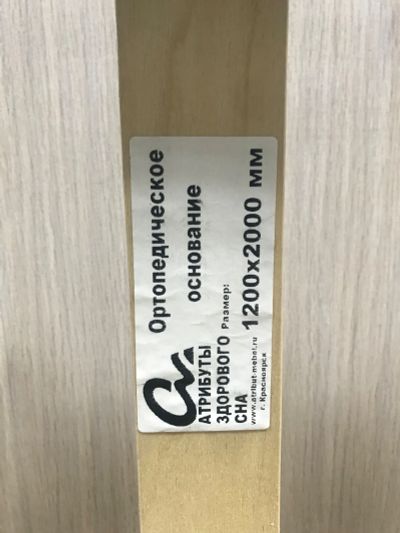 Ортопедическое
основание
АТРИБУТЫ
ЗДОРОВОГО
СНА
Размер:
1200х2000 мм
www.atribut-mebel.ru
г. Красноярск